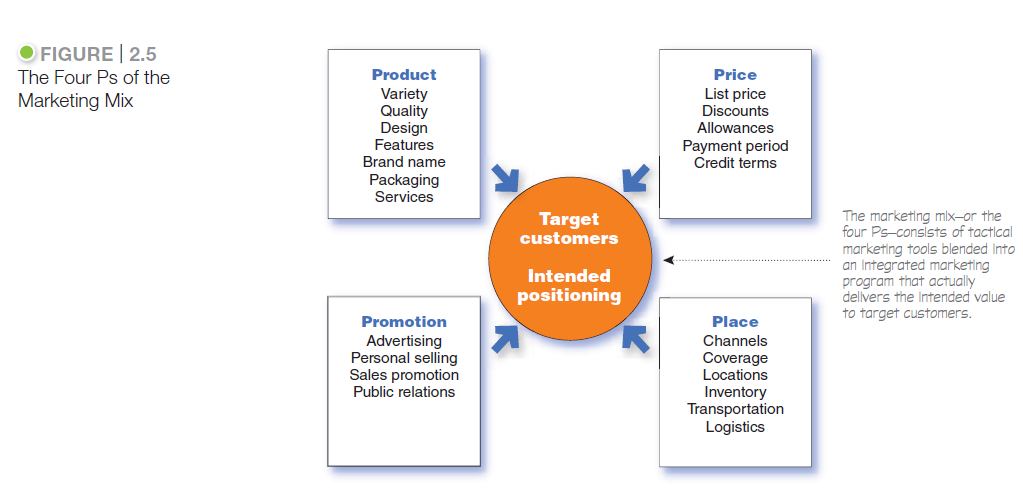 FIGURE | 2.5
The Four Ps of the
Marketing Mix
Product
Variety
Quality
Design
Features
Brand name
Packaging
Services
Price
List price
Discounts
Allowances
Payment period
Credit terms
Target
customers
Intended
positioning
The marketing mix—or the
four Ps—consists of tactical
marketing tools blended into
an integrated marketing
program that actually
delivers the intended value
to target customers.
Promotion
Advertising
Personal selling
Sales promotion
Public relations
Place
Channels
Coverage
Locations
Inventory
Transportation
Logistics